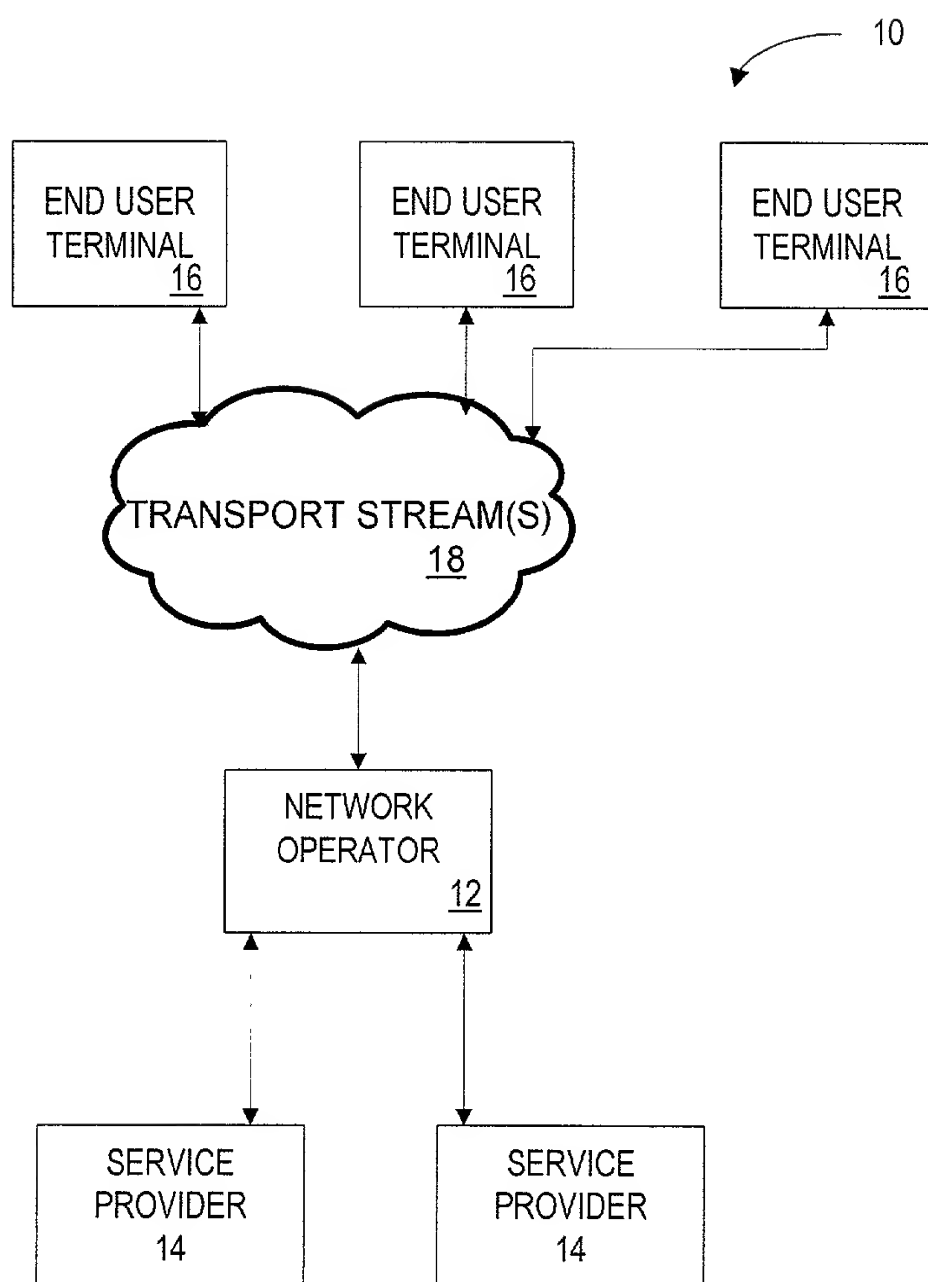 10
END USER
TERMINAL
16
END USER
TERMINAL
16
END USER
TERMINAL
16
TRANSPORT STREAM(S)
18
NETWORK
OPERATOR
12
SERVICE
PROVIDER
14
SERVICE
PROVIDER
14